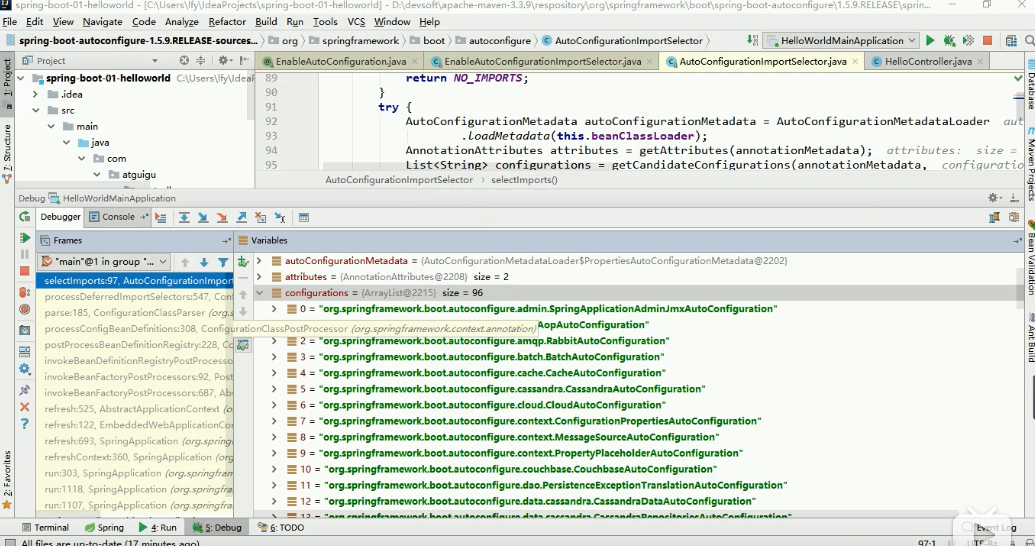 spring-boot-01-helloworld - [C:\Users\lfy\IdeaProjects\spring-boot-01-helloworld] - [D:\devsoft\apache-maven-3.3.9\respository\org\springframework\boot\spring-boot-autoconfigure\1.5.9.RELEASE\sprin...
File Edit View Navigate Code Analyze Refactor Build Run Tools VCS Window Help
spring-boot-autoconfigure-1.5.9.RELEASE-sources... org springframework boot autoconfigure AutoConfigurationImportSelector HelloWorldMainApplication
Project EnableAutoConfiguration.java EnableAutoConfigurationImportSelector.java AutoConfigurationImportSelector.java HelloController.java
spring-boot-01-helloworld C:\Users\lfy\Idea
.idea
src
main
java
com
atguigu
89 return NO_IMPORTS;
90 }
91 try {
92 AutoConfigurationMetadata autoConfigurationMetadata = AutoConfigurationMetadataLoader aut
93 .loadMetadata(this.beanClassLoader);
94 AnnotationAttributes attributes = getAttributes(annotationMetadata); attributes: size =
95 List<String> configurations = getCandidateConfigurations(annotationMetadata, configuratio
AutoConfigurationImportSelector selectImports()
1: Project
7: Structure
2: Favorites
Database
Maven Projects
Bean Validation
Ant Build
Debug HelloWorldMainApplication
Debugger Console
Frames Variables
"main"@1 in group "...
selectImports:97, AutoConfigurationImport
processDeferredImportSelectors:547, Con
parse:185, ConfigurationClassParser (org.s
processConfigBeanDefinitions:308, ConfigurationClassPostProcessor (org.springframework.context.annotation)
postProcessBeanDefinitionRegistry:228, Co
invokeBeanDefinitionRegistryPostProcesso
invokeBeanFactoryPostProcessors:92, Post
invokeBeanFactoryPostProcessors:687, Abs
refresh:525, AbstractApplicationContext (o
refresh:122, EmbeddedWebApplicationCon
refresh:693, SpringApplication (org.spring
refreshContext:360, SpringApplication (org
run:303, SpringApplication (org.springfra
run:1118, SpringApplication (org.springfr
run:1107, SpringApplication (org.springfr
autoConfigurationMetadata = {AutoConfigurationMetadataLoader$PropertiesAutoConfigurationMetadata@2202}
attributes = {AnnotationAttributes@2208} size = 2
configurations = {ArrayList@2215} size = 96
0 = "org.springframework.boot.autoconfigure.admin.SpringApplicationAdminJmxAutoConfiguration"
AopAutoConfiguration"
2 = "org.springframework.boot.autoconfigure.amqp.RabbitAutoConfiguration"
3 = "org.springframework.boot.autoconfigure.batch.BatchAutoConfiguration"
4 = "org.springframework.boot.autoconfigure.cache.CacheAutoConfiguration"
5 = "org.springframework.boot.autoconfigure.cassandra.CassandraAutoConfiguration"
6 = "org.springframework.boot.autoconfigure.cloud.CloudAutoConfiguration"
7 = "org.springframework.boot.autoconfigure.context.ConfigurationPropertiesAutoConfiguration"
8 = "org.springframework.boot.autoconfigure.context.MessageSourceAutoConfiguration"
9 = "org.springframework.boot.autoconfigure.context.PropertyPlaceholderAutoConfiguration"
10 = "org.springframework.boot.autoconfigure.couchbase.CouchbaseAutoConfiguration"
11 = "org.springframework.boot.autoconfigure.dao.PersistenceExceptionTranslationAutoConfiguration"
12 = "org.springframework.boot.autoconfigure.data.cassandra.CassandraDataAutoConfiguration"
13 = "org.springframework.boot.autoconfigure.data.cassandra.CassandraRepositoriesAutoConfiguration"
Terminal Spring 4: Run 5: Debug 6: TODO Event Log
All files are up-to-date (17 minutes ago) 97:1 UTF-8